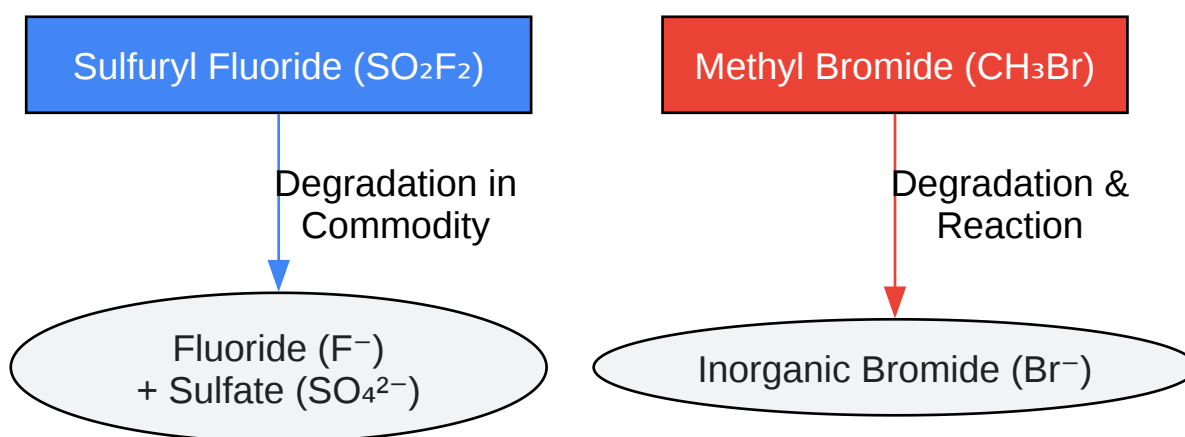 Sulfuryl Fluoride (SO₂F₂)
Methyl Bromide (CH₃Br)
Degradation in
Commodity
Degradation &
Reaction
Fluoride (F⁻)
+ Sulfate (SO₄²⁻)
Inorganic Bromide (Br⁻)